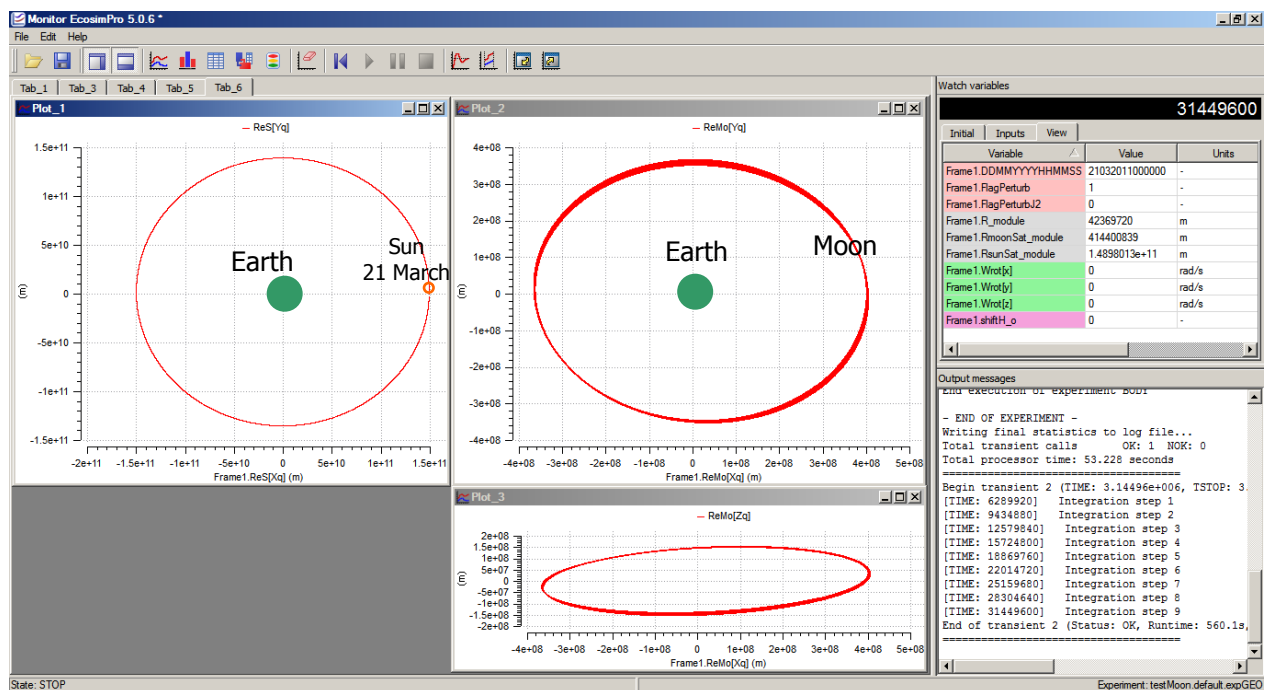 Monitor EcosimPro 5.0.6 *
File Edit Help
Tab_1 Tab_3 Tab_4 Tab_5 Tab_6
Plot_1
ReS[Yq]
1.5e+11
1e+11
5e+10
0
-5e+10
-1e+11
-1.5e+11
(m)
Earth
Sun
21 March
-2e+11 -1.5e+11 -1e+11 -5e+10 0 5e+10 1e+11 1.5e+11
Frame1.ReS[Xq] (m)
Plot_2
ReMo[Yq]
4e+08
3e+08
2e+08
1e+08
0
-1e+08
-2e+08
-3e+08
-4e+08
(m)
Earth
Moon
-4e+08 -3e+08 -2e+08 -1e+08 0 1e+08 2e+08 3e+08 4e+08 5e+08
Frame1.ReMo[Xq] (m)
Plot_3
ReMo[Zq]
2e+08
1.5e+08
1e+08
5e+07
0
-5e+07
-1e+08
-1.5e+08
-2e+08
(m)
-4e+08 -3e+08 -2e+08 -1e+08 0 1e+08 2e+08 3e+08 4e+08 5e+08
Frame1.ReMo[Xq] (m)
Watch variables
31449600
Initial Inputs View
Variable Value Units
Frame1.DDMMYYYYHHMMSS 21032011000000 -
Frame1.FlagPerturb 1 -
Frame1.FlagPerturbJ2 0 -
Frame1.R_module 42369720 m
Frame1.RmoonSat_module 414400839 m
Frame1.RsunSat_module 1.4898013e+11 m
Frame1.Wrot[x] 0 rad/s
Frame1.Wrot[y] 0 rad/s
Frame1.Wrot[z] 0 rad/s
Frame1.shiftH_o 0 -
Output messages
End execution of experiment BODY
- END OF EXPERIMENT -
Writing final statistics to log file...
Total transient calls OK: 1 NOK: 0
Total processor time: 53.228 seconds
=====================================
Begin transient 2 (TIME: 3.14496e+006, TSTOP: 3.
[TIME: 6289920] Integration step 1
[TIME: 9434880] Integration step 2
[TIME: 12579840] Integration step 3
[TIME: 15724800] Integration step 4
[TIME: 18869760] Integration step 5
[TIME: 22014720] Integration step 6
[TIME: 25159680] Integration step 7
[TIME: 28304640] Integration step 8
[TIME: 31449600] Integration step 9
End of transient 2 (Status: OK, Runtime: 560.1s,
=====================================
State: STOP
Experiment: testMoon.default.expGEO